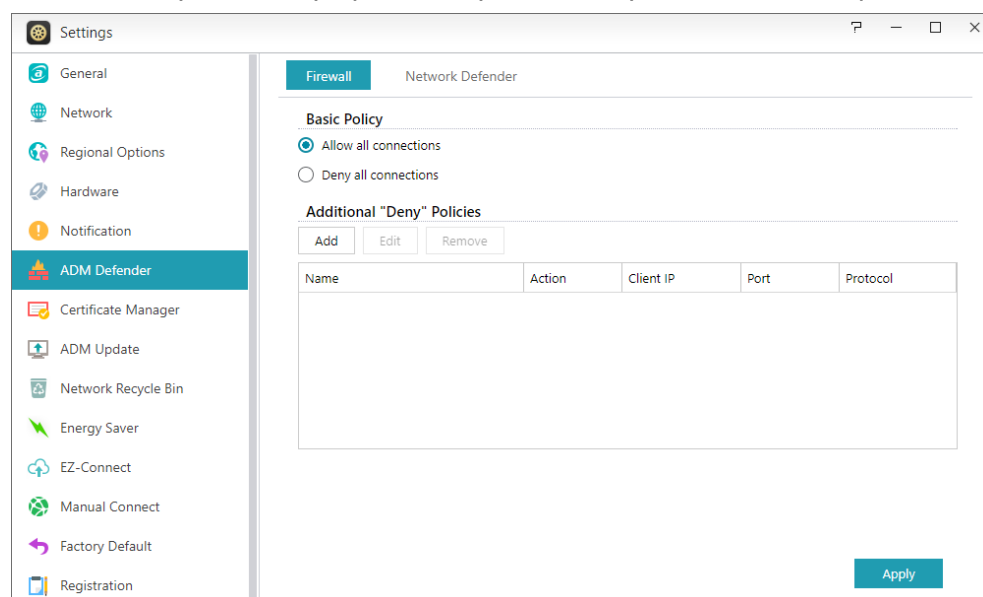 Settings
General
Network
Regional Options
Hardware
Notification
ADM Defender
Certificate Manager
ADM Update
Network Recycle Bin
Energy Saver
EZ-Connect
Manual Connect
Factory Default
Registration
Firewall Network Defender
Basic Policy
Allow all connections
Deny all connections
Additional "Deny" Policies
Add Edit Remove
Name Action Client IP Port Protocol
Apply